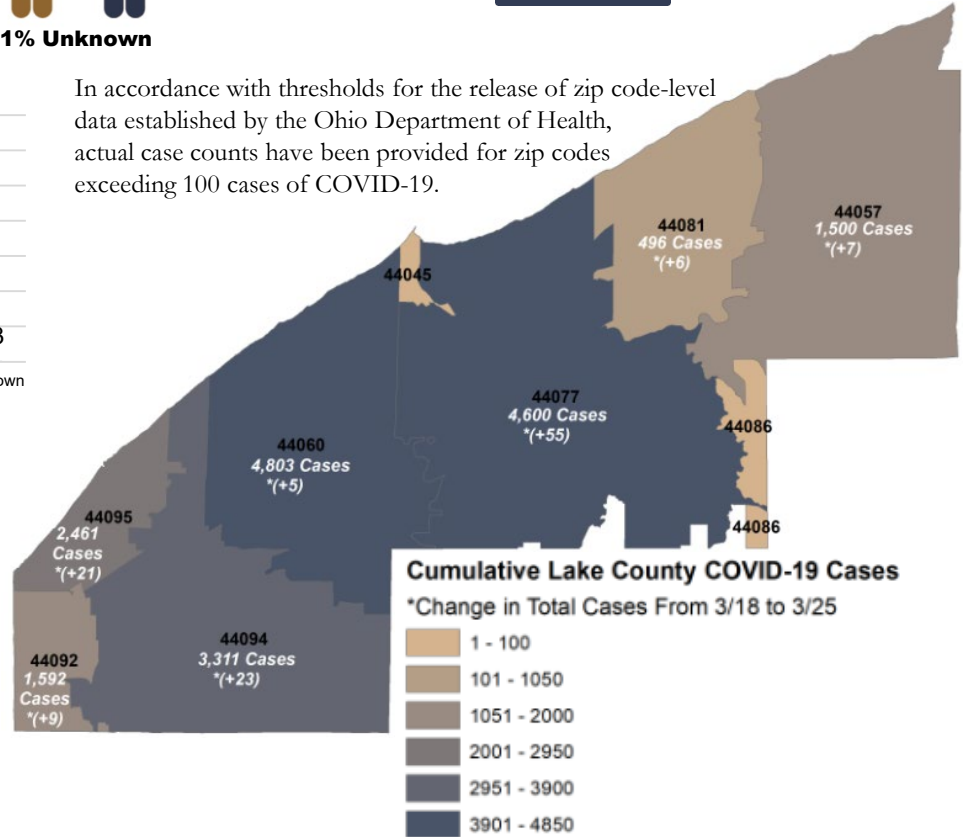 1% Unknown
In accordance with thresholds for the release of zip code-level
data established by the Ohio Department of Health,
actual case counts have been provided for zip codes
exceeding 100 cases of COVID-19.
44057
1,500 Cases
*(+7)
44081
496 Cases
*(+6)
44045
44077
4,600 Cases
*(+55)
44086
44060
4,803 Cases
*(+5)
44095
2,461
Cases
*(+21)
44086
44094
3,311 Cases
*(+23)
44092
1,592
Cases
*(+9)
Cumulative Lake County COVID-19 Cases
*Change in Total Cases From 3/18 to 3/25
1 - 100
101 - 1050
1051 - 2000
2001 - 2950
2951 - 3900
3901 - 4850